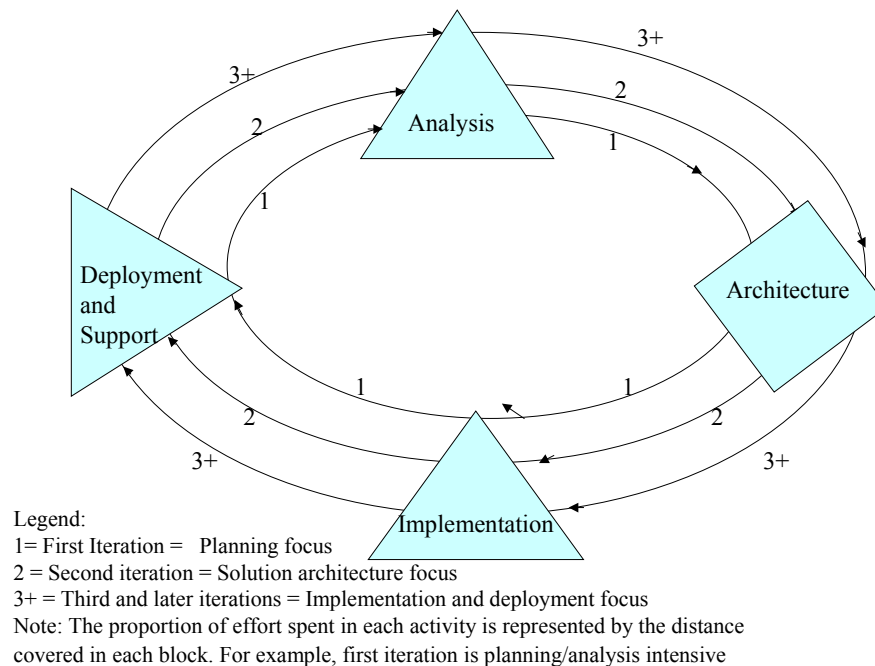 3+
3+
2
2
Analysis
1
1
Deployment
and
Support
Architecture
1
1
2
2
3+
3+
Implementation
Legend:
1= First Iteration = Planning focus
2 = Second iteration = Solution architecture focus
3+ = Third and later iterations = Implementation and deployment focus
Note: The proportion of effort spent in each activity is represented by the distance
covered in each block. For example, first iteration is planning/analysis intensive